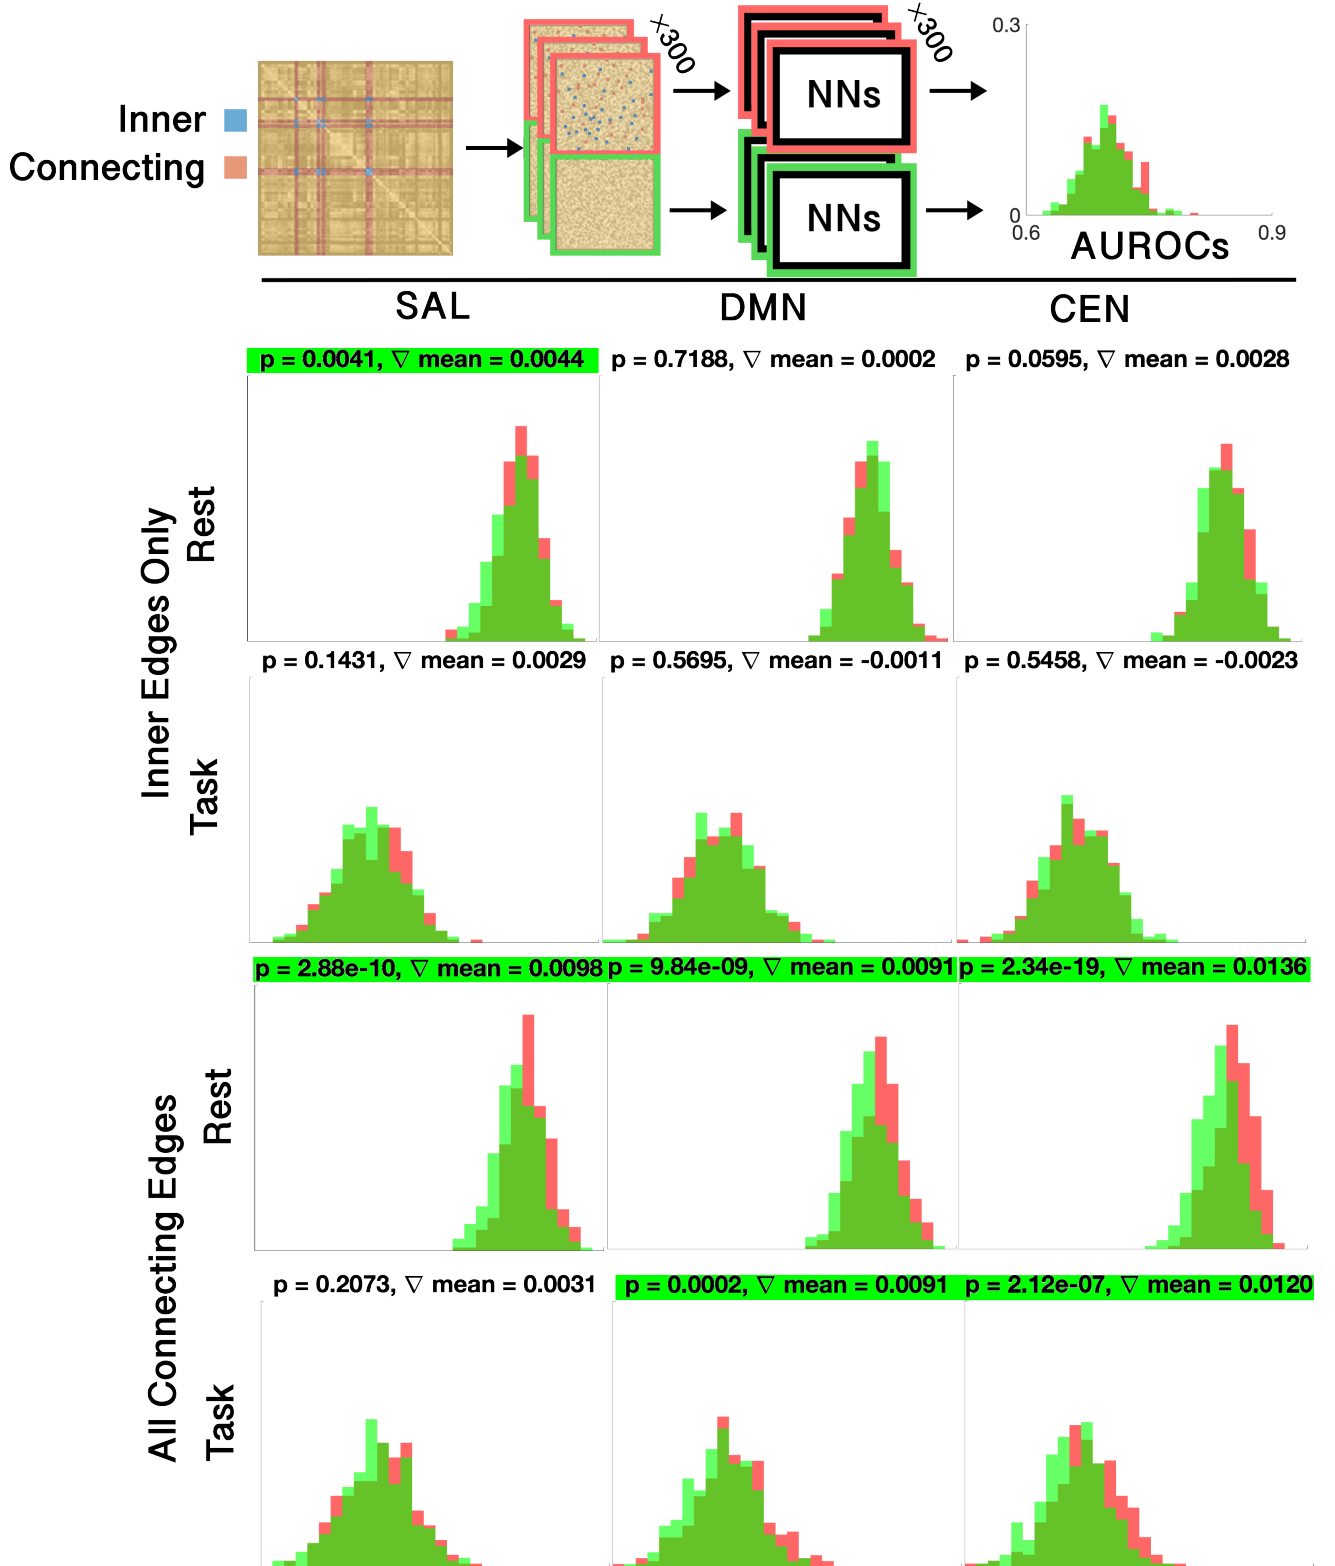 Inner
Connecting
×300
×300
NNs
NNs
0.3
0
0.6
0.9
AUROCs
SAL
DMN
CEN
Inner Edges Only
Rest
p = 0.0041, ∇ mean = 0.0044
p = 0.7188, ∇ mean = 0.0002
p = 0.0595, ∇ mean = 0.0028
Task
p = 0.1431, ∇ mean = 0.0029
p = 0.5695, ∇ mean = -0.0011
p = 0.5458, ∇ mean = -0.0023
All Connecting Edges
Rest
p = 2.88e-10, ∇ mean = 0.0098
p = 9.84e-09, ∇ mean = 0.0091
p = 2.34e-19, ∇ mean = 0.0136
Task
p = 0.2073, ∇ mean = 0.0031
p = 0.0002, ∇ mean = 0.0091
p = 2.12e-07, ∇ mean = 0.0120